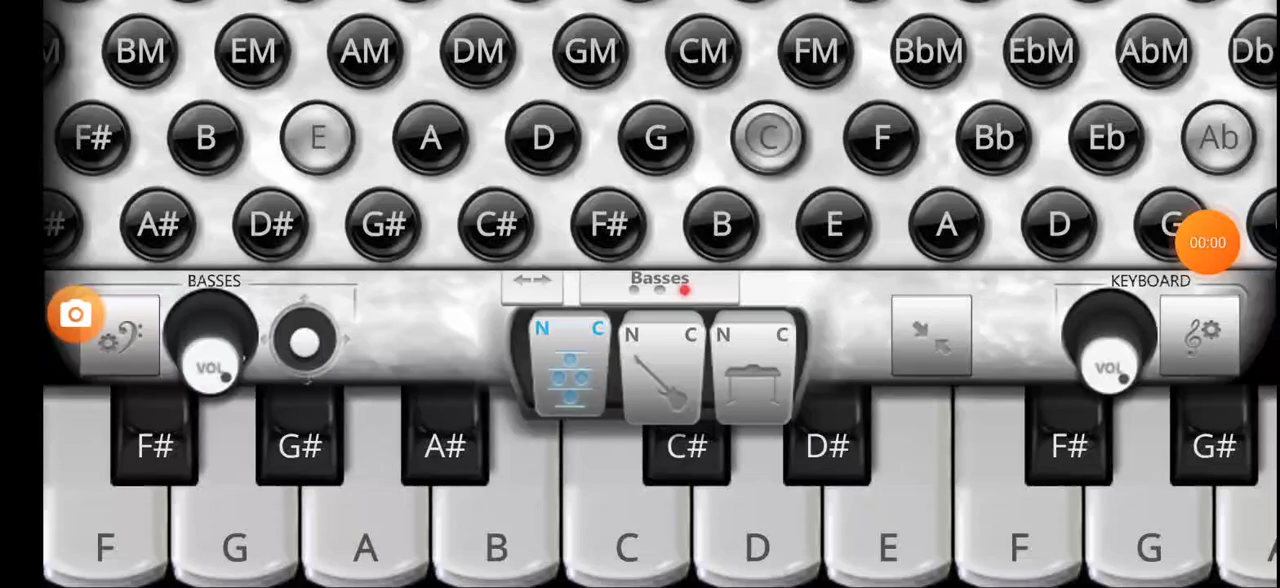 M BM EM AM DM GM CM FM BbM EbM AbM Db
F# B E A D G C F Bb Eb Ab
# A# D# G# C# F# B E A D G
00:00
BASSES
Basses
KEYBOARD
VOL
N C N C N C
VOL
F# G# A# C# D# F# G#
F G A B C D E F G